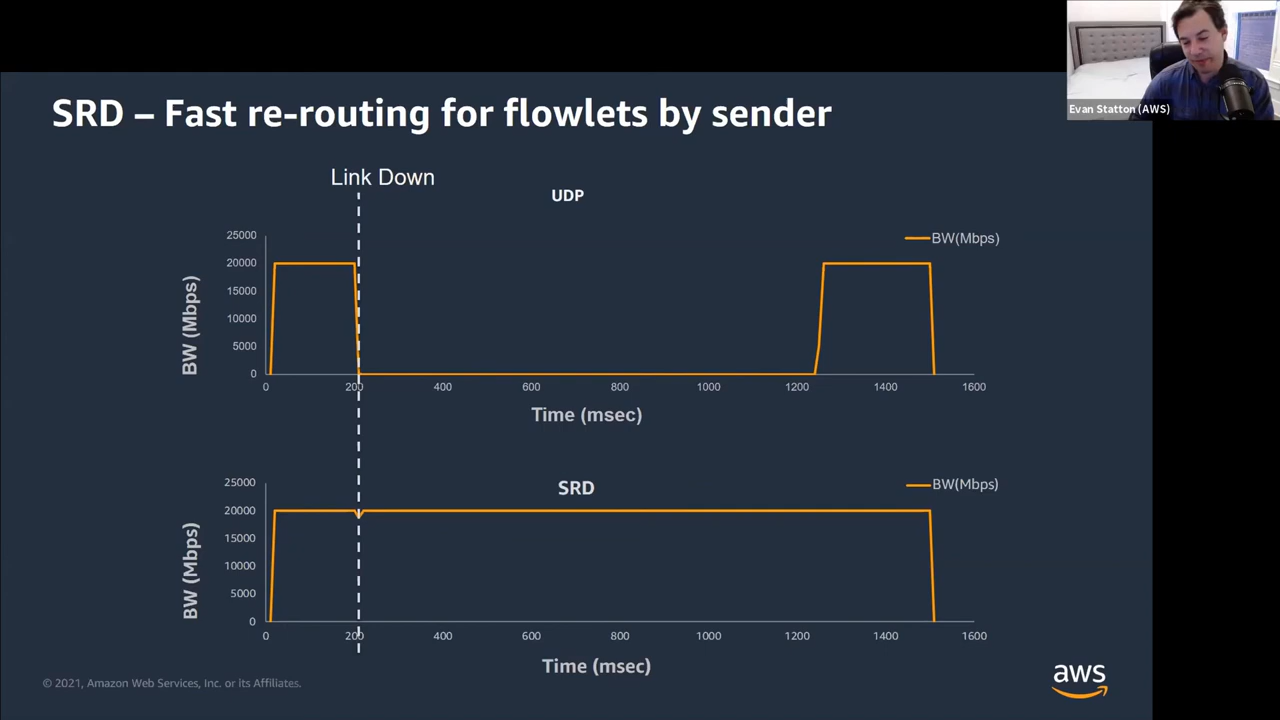 Evan Statton (AWS)
SRD – Fast re-routing for flowlets by sender
Link Down
UDP
BW(Mbps)
BW (Mbps)
25000
20000
15000
10000
5000
0
0 200 400 600 800 1000 1200 1400 1600
Time (msec)
SRD
BW(Mbps)
BW (Mbps)
25000
20000
15000
10000
5000
0
0 200 400 600 800 1000 1200 1400 1600
Time (msec)
© 2021, Amazon Web Services, Inc. or its Affiliates.
aws